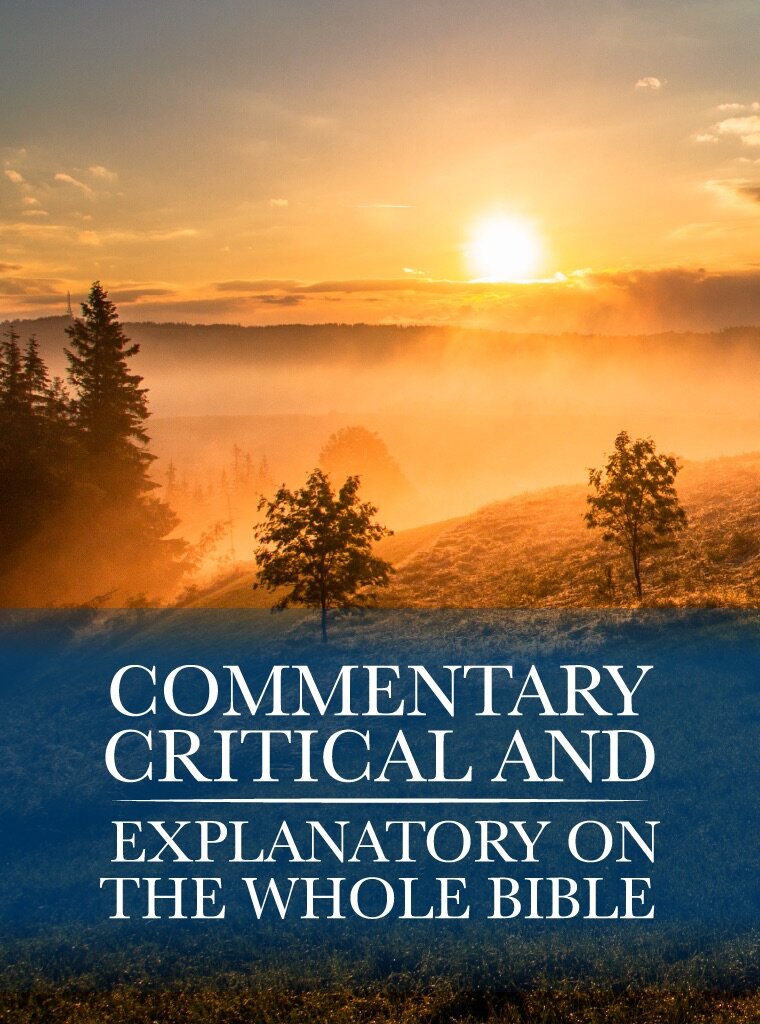 COMMENTARY
CRITICAL AND
EXPLANATORY ON
THE WHOLE BIBLE